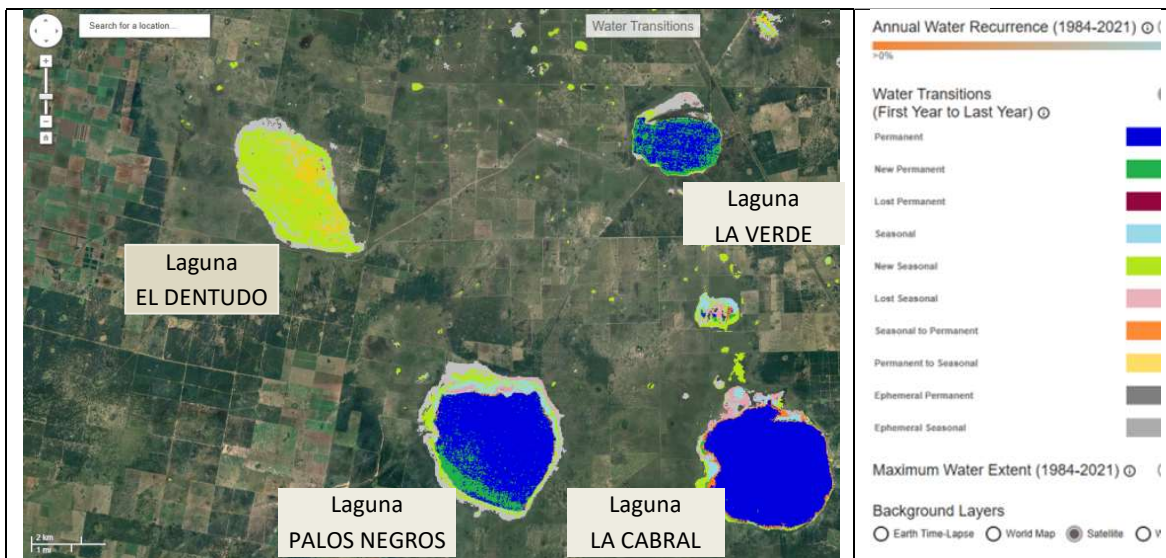 Search for a location...
Water Transitions
Laguna
LA VERDE
Laguna
EL DENTUDO
Laguna
PALOS NEGROS
Laguna
LA CABRAL
2 km
1 mi
Annual Water Recurrence (1984-2021)
>0%
Water Transitions
(First Year to Last Year)
Permanent
New Permanent
Lost Permanent
Seasonal
New Seasonal
Lost Seasonal
Seasonal to Permanent
Permanent to Seasonal
Ephemeral Permanent
Ephemeral Seasonal
Maximum Water Extent (1984-2021)
Background Layers
Earth Time-Lapse World Map Satellite W